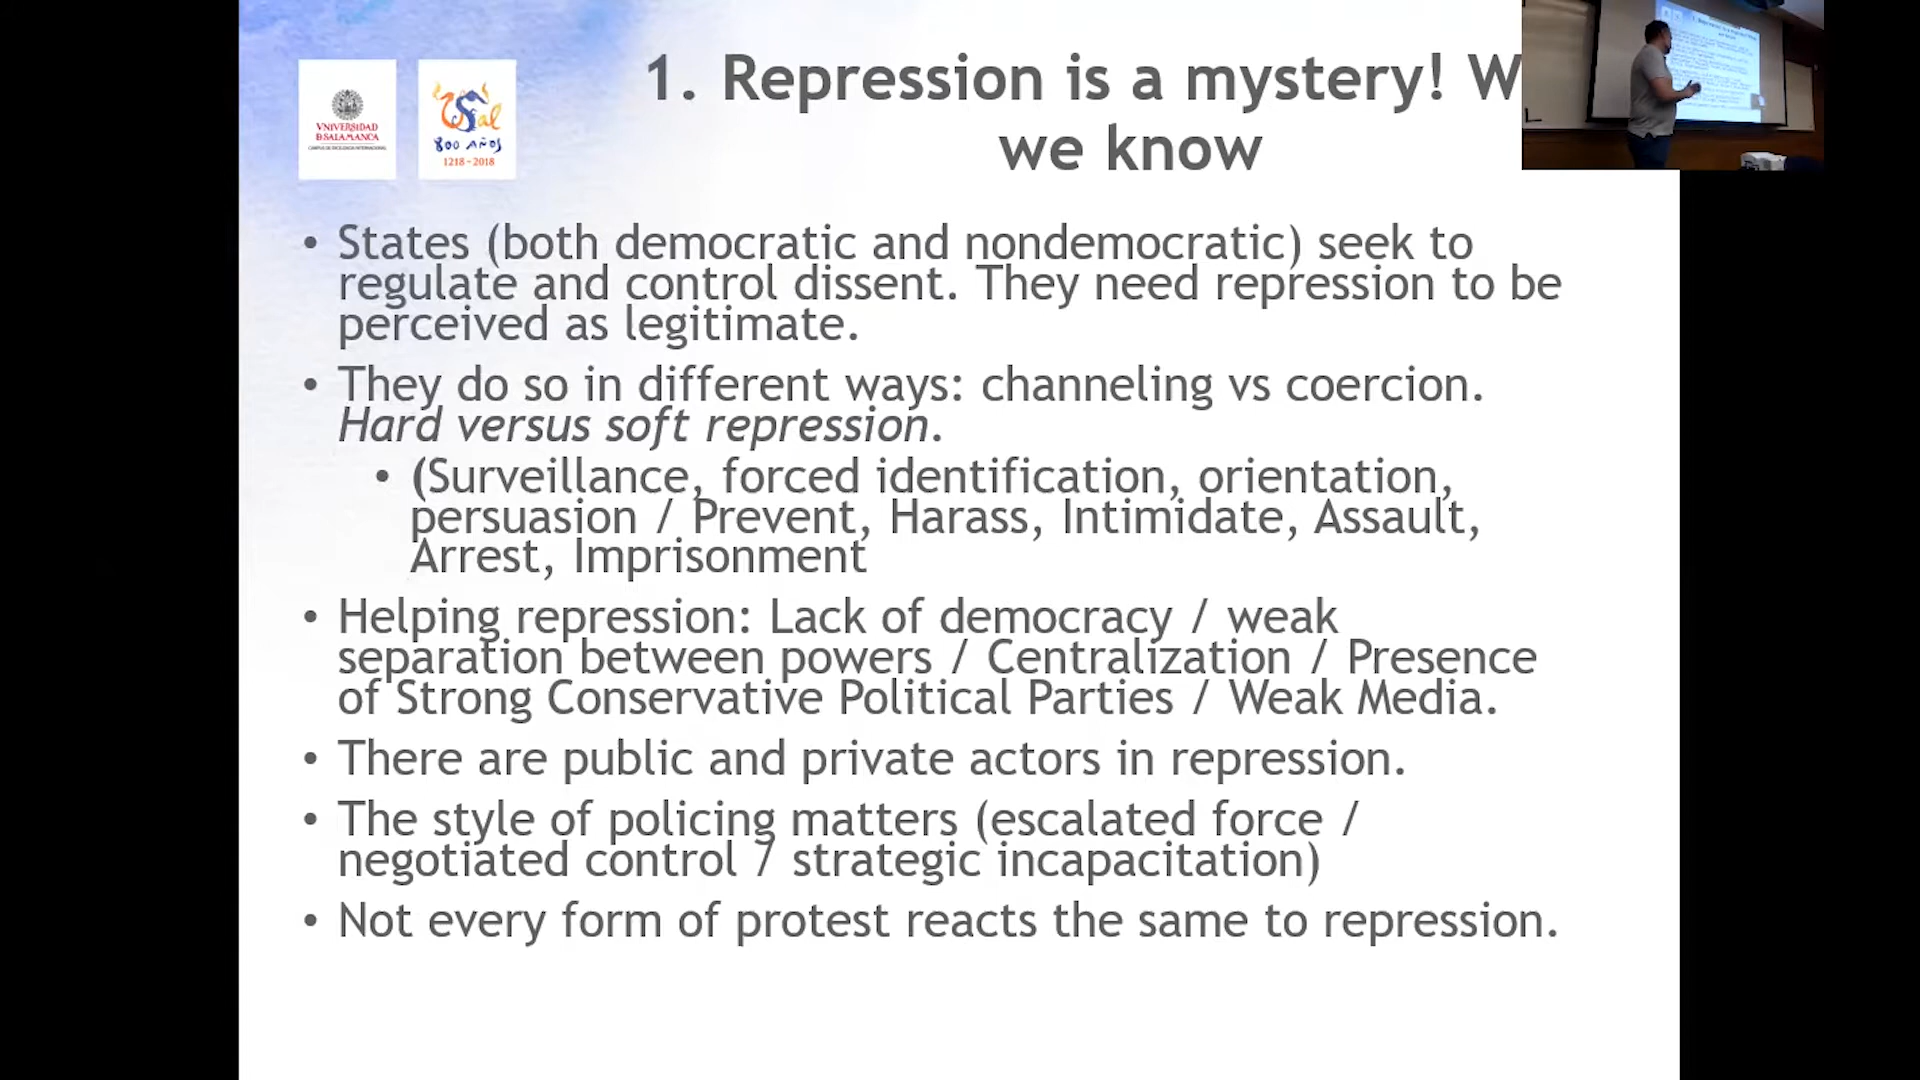 1. Repression is a mystery! W
we know
VNIVERSIDAD
D SALAMANCA
CAMPUS DE EXCELENCIA INTERNACIONAL
USal
800 AÑOS
1218 – 2018
• States (both democratic and nondemocratic) seek to
regulate and control dissent. They need repression to be
perceived as legitimate.
• They do so in different ways: channeling vs coercion.
Hard versus soft repression.
• (Surveillance, forced identification, orientation,
persuasion / Prevent, Harass, Intimidate, Assault,
Arrest, Imprisonment
• Helping repression: Lack of democracy / weak
separation between powers / Centralization / Presence
of Strong Conservative Political Parties / Weak Media.
• There are public and private actors in repression.
• The style of policing matters (escalated force /
negotiated control / strategic incapacitation)
• Not every form of protest reacts the same to repression.